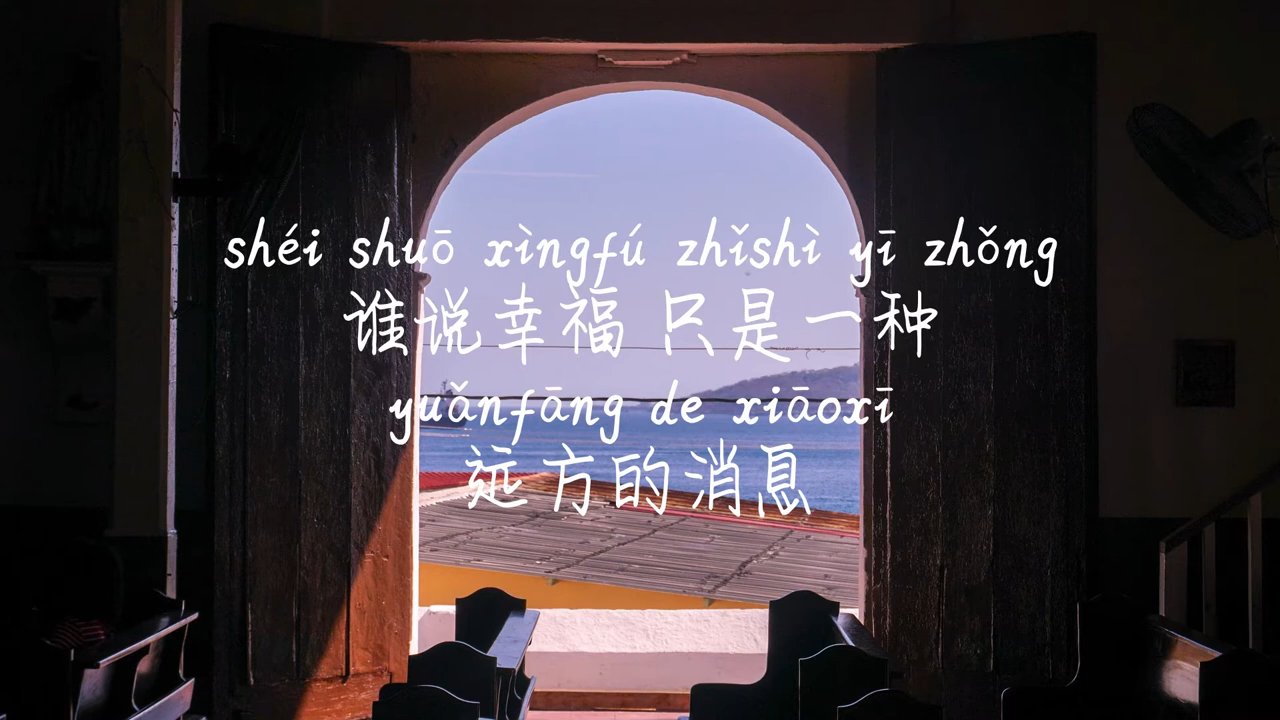 shéi shuō xìngfú zhǐshì yī zhǒng
谁说幸福 只是一种
yuǎnfāng de xiāoxī
远方的消息